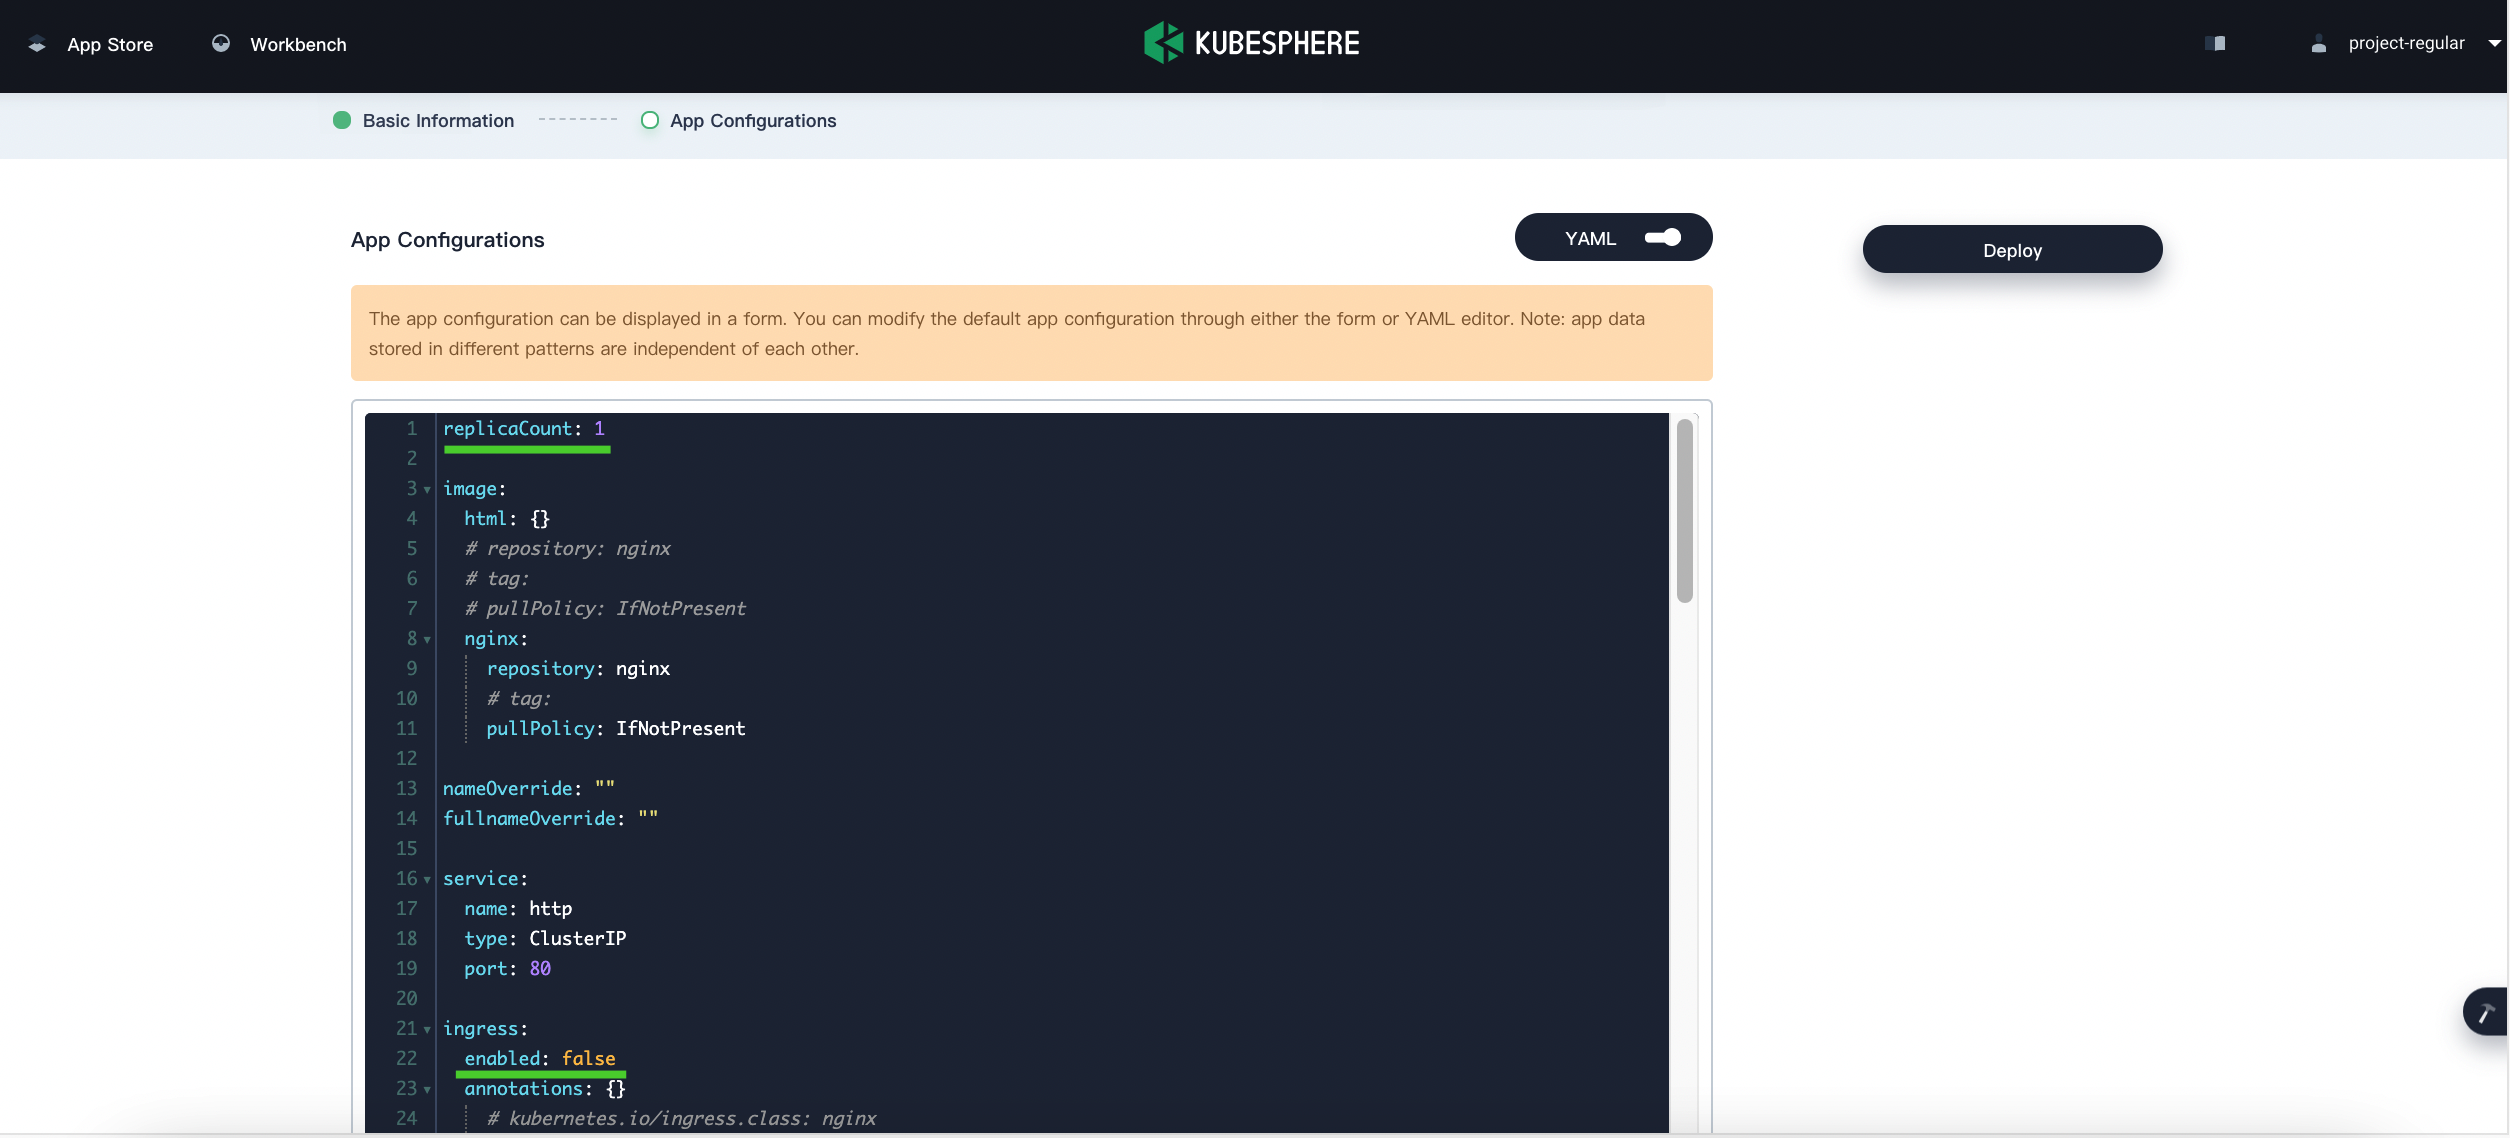 App Store
Workbench
KUBESPHERE
project-regular
Basic Information
App Configurations
App Configurations
YAML
Deploy
The app configuration can be displayed in a form. You can modify the default app configuration through either the form or YAML editor. Note: app data
stored in different patterns are independent of each other.
1 replicaCount: 1
2
3 image:
4 html: {}
5 # repository: nginx
6 # tag:
7 # pullPolicy: IfNotPresent
8 nginx:
9 repository: nginx
10 # tag:
11 pullPolicy: IfNotPresent
12
13 nameOverride: ""
14 fullnameOverride: ""
15
16 service:
17 name: http
18 type: ClusterIP
19 port: 80
20
21 ingress:
22 enabled: false
23 annotations: {}
24 # kubernetes.io/ingress.class: nginx